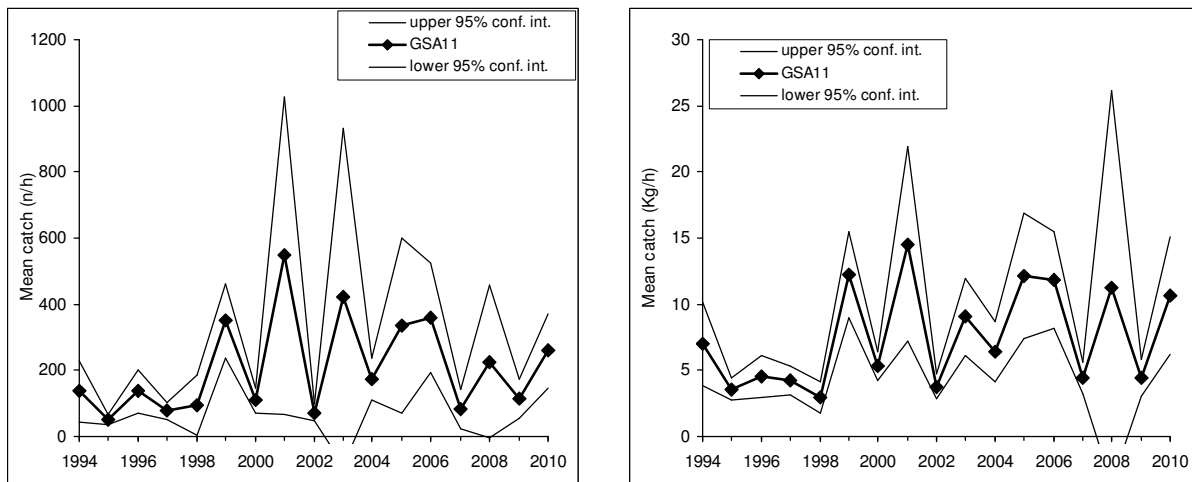 upper 95% conf. int.
GSA11
lower 95% conf. int.
Mean catch (n/h)
1200
1000
800
600
400
200
0
1994 1996 1998 2000 2002 2004 2006 2008 2010
upper 95% conf. int.
GSA11
lower 95% conf. int.
Mean catch (Kg/h)
30
25
20
15
10
5
0
1994 1996 1998 2000 2002 2004 2006 2008 2010